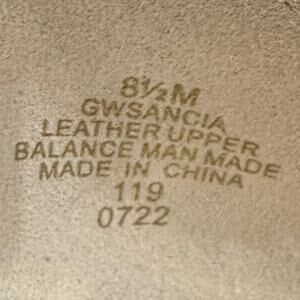 8½M
GWSANCIA
LEATHER UPPER
BALANCE MAN MADE
MADE IN CHINA
119
0722